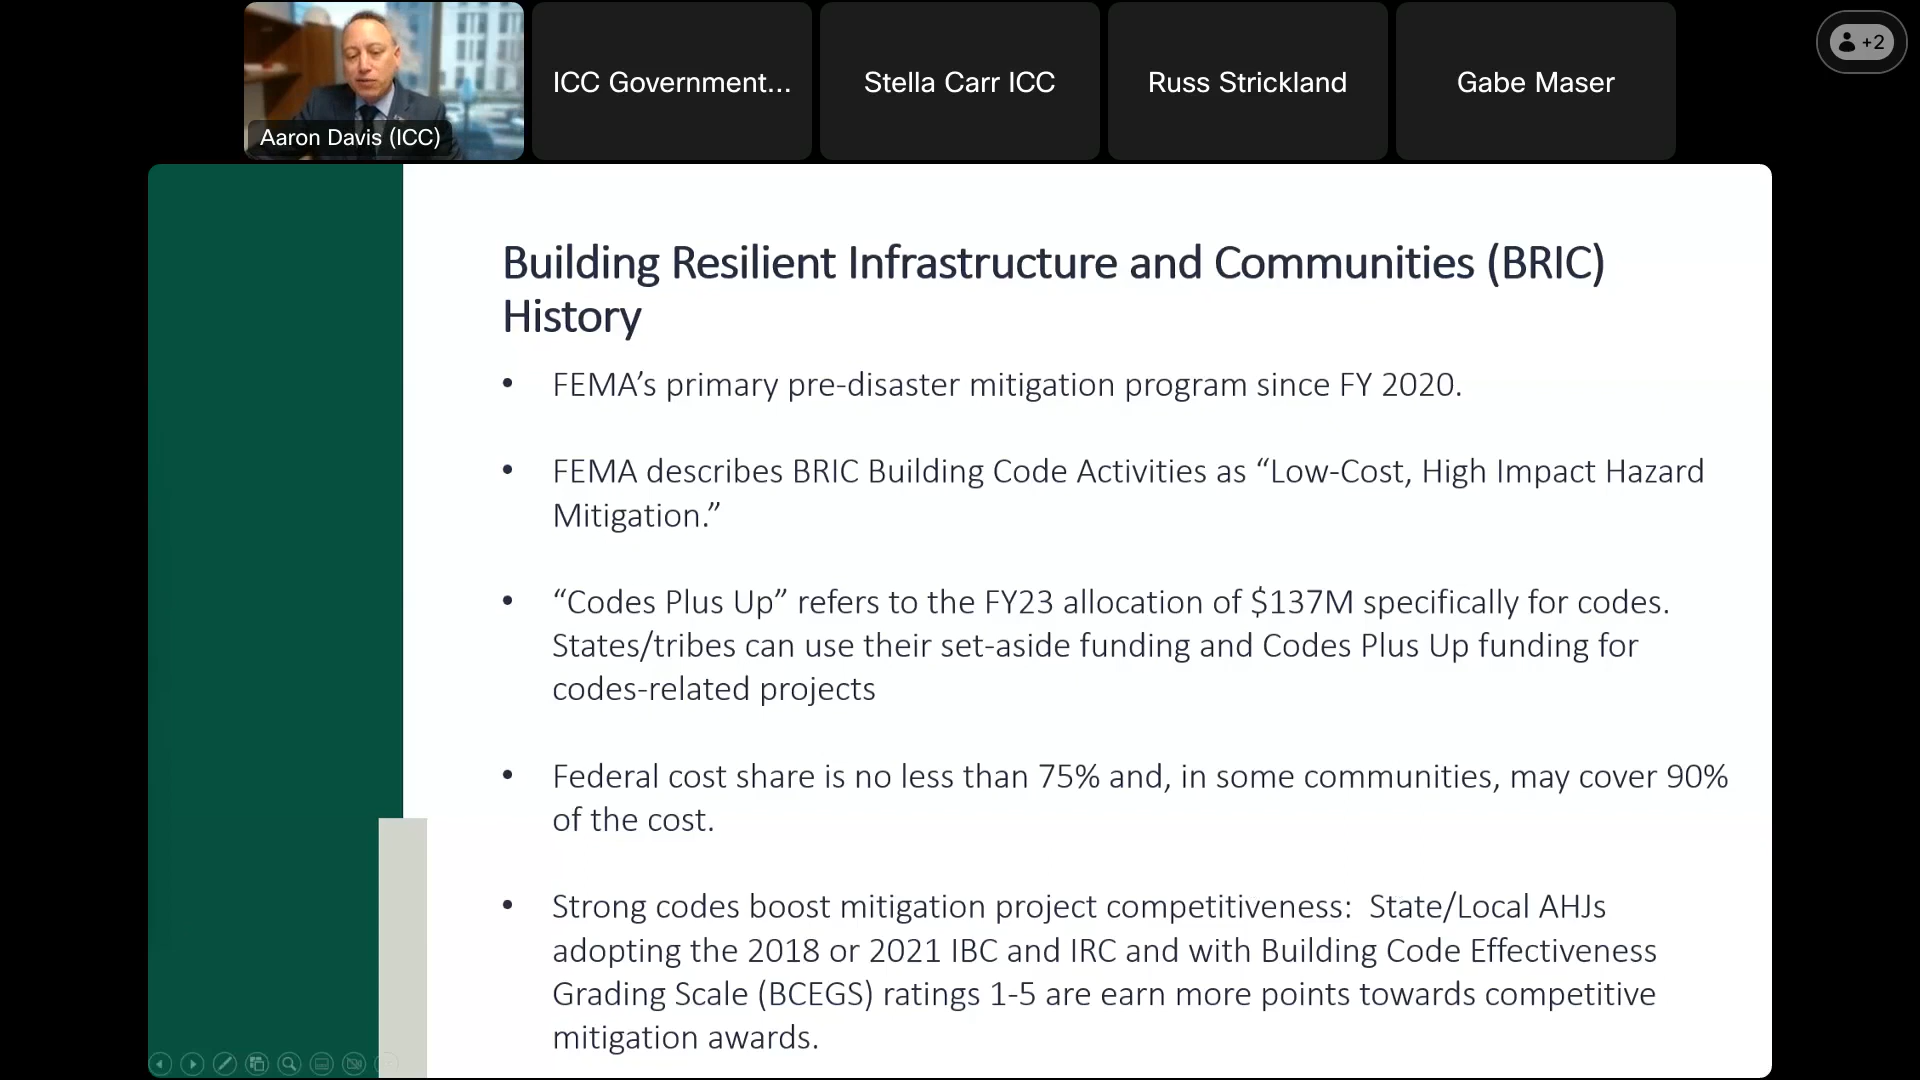 Aaron Davis (ICC)
ICC Government...
Stella Carr ICC
Russ Strickland
Gabe Maser
+2
Building Resilient Infrastructure and Communities (BRIC)
History
• FEMA’s primary pre-disaster mitigation program since FY 2020.
• FEMA describes BRIC Building Code Activities as “Low-Cost, High Impact Hazard
Mitigation.”
• “Codes Plus Up” refers to the FY23 allocation of $137M specifically for codes.
States/tribes can use their set-aside funding and Codes Plus Up funding for
codes-related projects
• Federal cost share is no less than 75% and, in some communities, may cover 90%
of the cost.
• Strong codes boost mitigation project competitiveness:  State/Local AHJs
adopting the 2018 or 2021 IBC and IRC and with Building Code Effectiveness
Grading Scale (BCEGS) ratings 1-5 are earn more points towards competitive
mitigation awards.